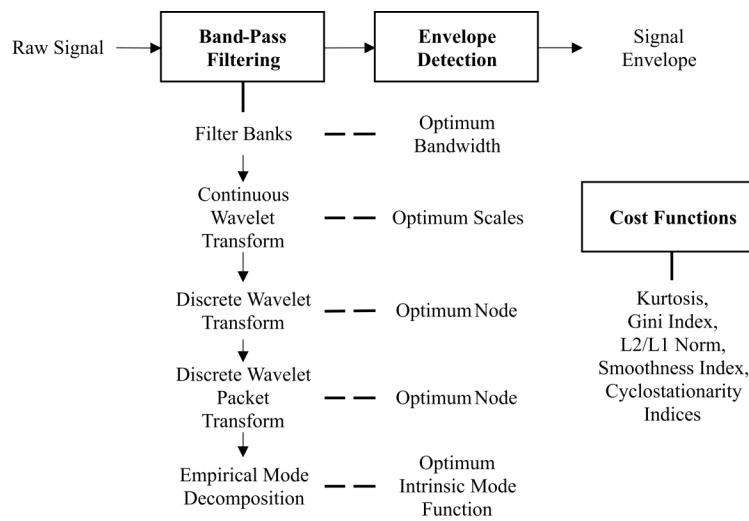 Raw Signal
Band-Pass
Filtering
Envelope
Detection
Signal
Envelope
Filter Banks
Optimum
Bandwidth
Continuous
Wavelet
Transform
Optimum Scales
Cost Functions
Discrete Wavelet
Transform
Optimum Node
Kurtosis,
Gini Index,
L2/L1 Norm,
Smoothness Index,
Cyclostationarity
Indices
Discrete Wavelet
Packet
Transform
Optimum Node
Empirical Mode
Decomposition
Optimum
Intrinsic Mode
Function